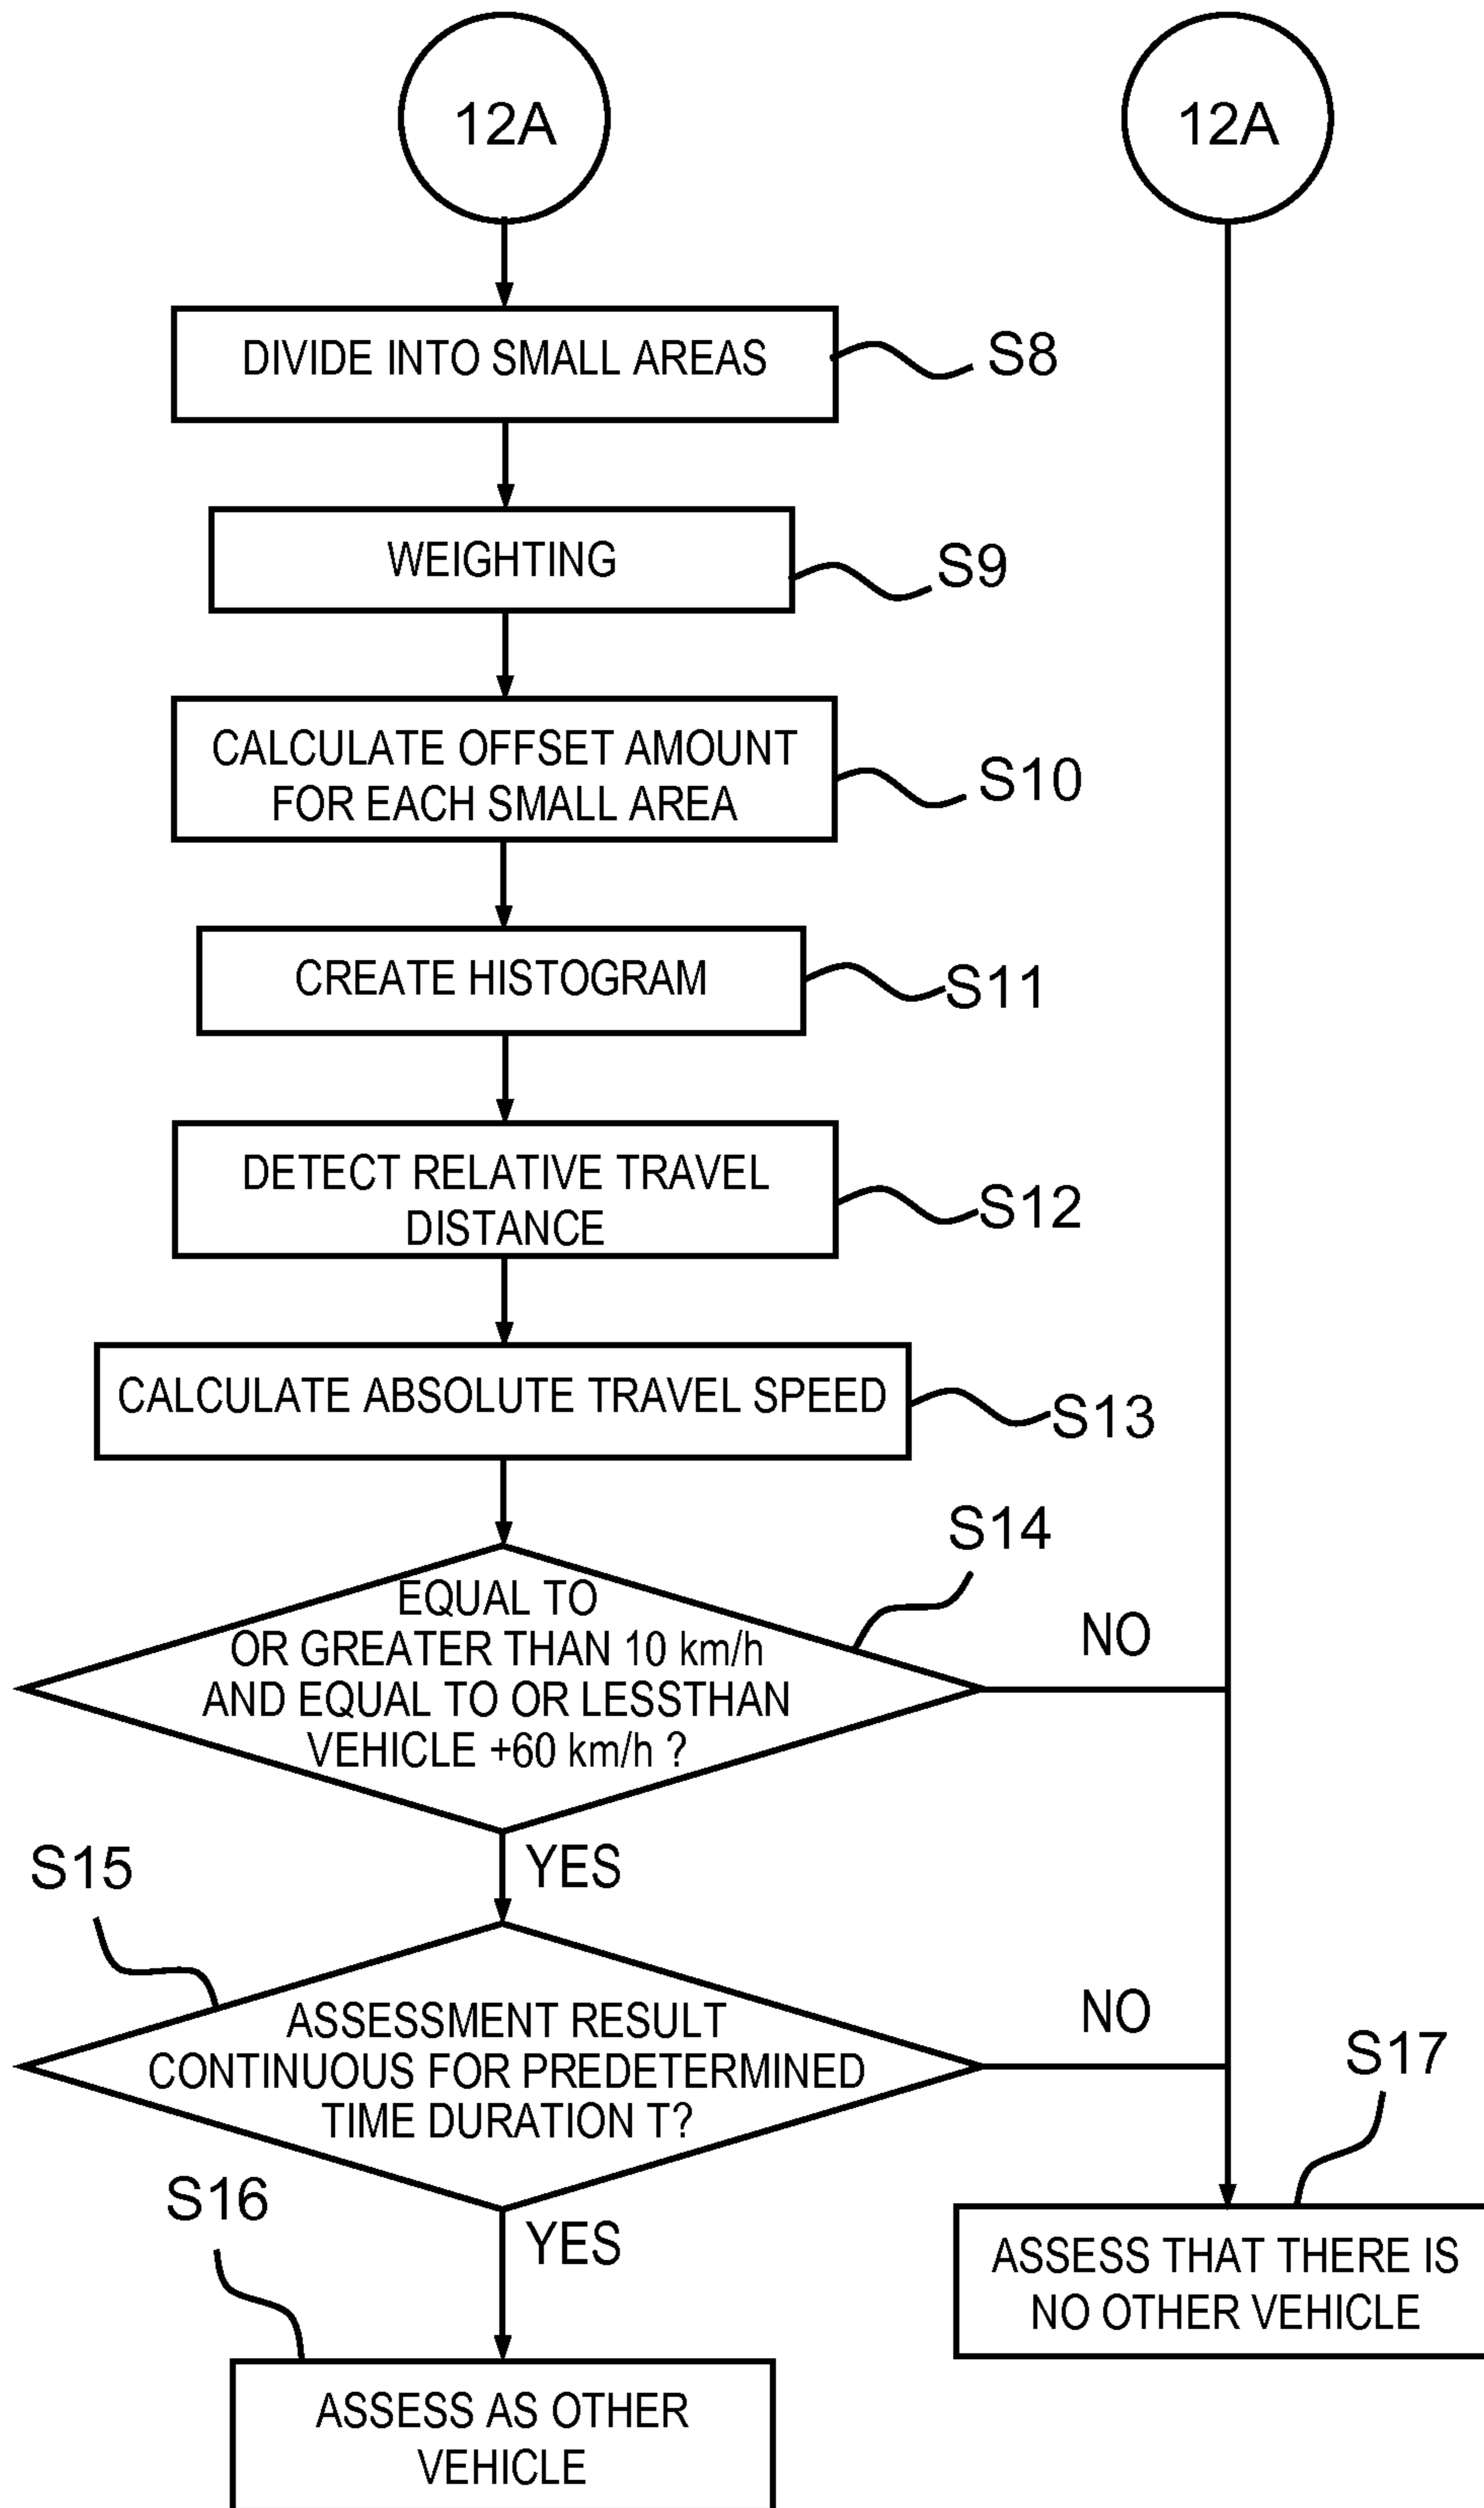 12A
12A
DIVIDE INTO SMALL AREAS
S8
WEIGHTING
S9
CALCULATE OFFSET AMOUNT
FOR EACH SMALL AREA
S10
CREATE HISTOGRAM
S11
DETECT RELATIVE TRAVEL
DISTANCE
S12
CALCULATE ABSOLUTE TRAVEL SPEED
S13
S14
EQUAL TO
OR GREATER THAN 10 km/h
AND EQUAL TO OR LESSTHAN
VEHICLE +60 km/h ?
NO
YES
S15
ASSESSMENT RESULT
CONTINUOUS FOR PREDETERMINED
TIME DURATION T?
NO
YES
S17
ASSESS THAT THERE IS
NO OTHER VEHICLE
S16
ASSESS AS OTHER
VEHICLE